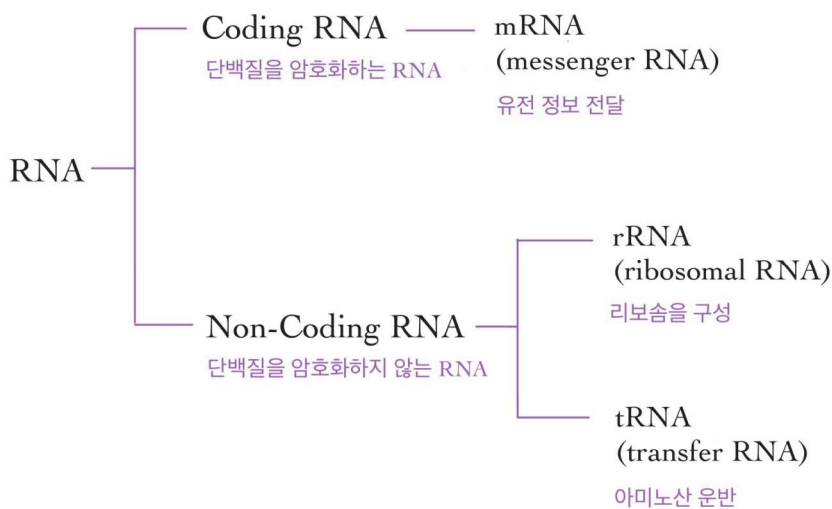 RNA
Coding RNA
단백질을 암호화하는 RNA
mRNA
(messenger RNA)
유전 정보 전달
Non-Coding RNA
단백질을 암호화하지 않는 RNA
rRNA
(ribosomal RNA)
리보솜을 구성
tRNA
(transfer RNA)
아미노산 운반